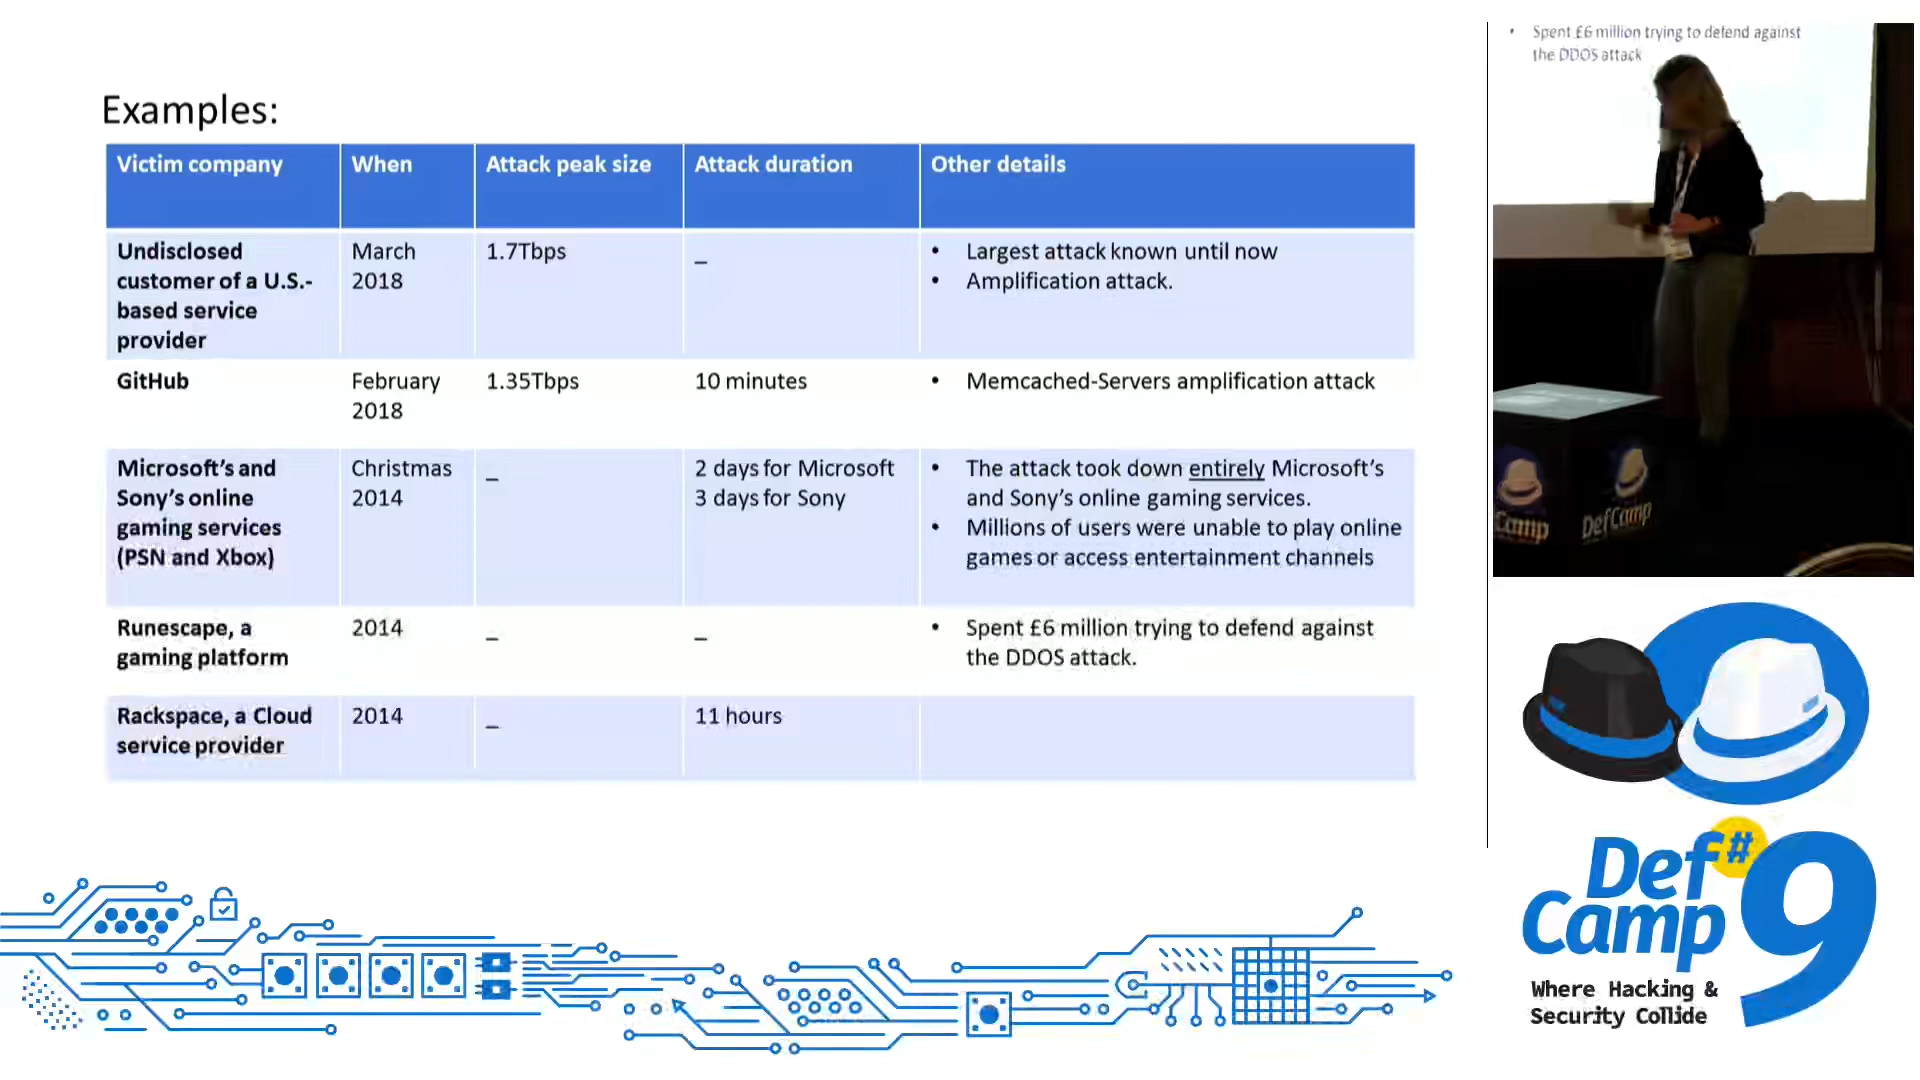 Examples:
Victim company
When
Attack peak size
Attack duration
Other details
Undisclosed
customer of a U.S.-
based service
provider
March
2018
1.7Tbps
_
• Largest attack known until now
• Amplification attack.
GitHub
February
2018
1.35Tbps
10 minutes
• Memcached-Servers amplification attack
Microsoft's and
Sony's online
gaming services
(PSN and Xbox)
Christmas
2014
_
2 days for Microsoft
3 days for Sony
• The attack took down entirely Microsoft's
and Sony's online gaming services.
• Millions of users were unable to play online
games or access entertainment channels
Runescape, a
gaming platform
2014
_
_
• Spent £6 million trying to defend against
the DDOS attack.
Rackspace, a Cloud
service provider
2014
_
11 hours
• Spent £6 million trying to defend against
the DDOS attack
Camp
DefCamp
Def#
Camp 9
Where Hacking &
Security Collide